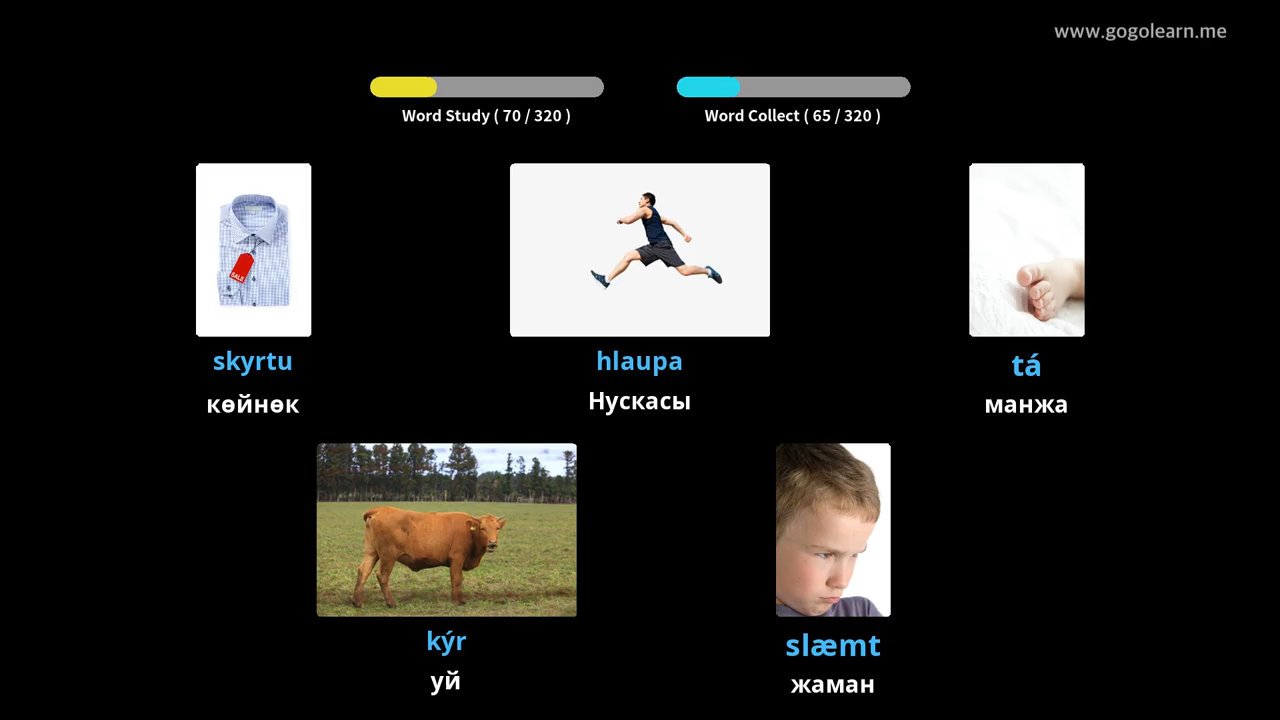 www.gogolearn.me
Word Study ( 70 / 320 )
Word Collect ( 65 / 320 )
SALE
skyrtu
hlaupa
tá
көйнөк
Нускасы
манжа
kýr
slæmt
уй
жаман